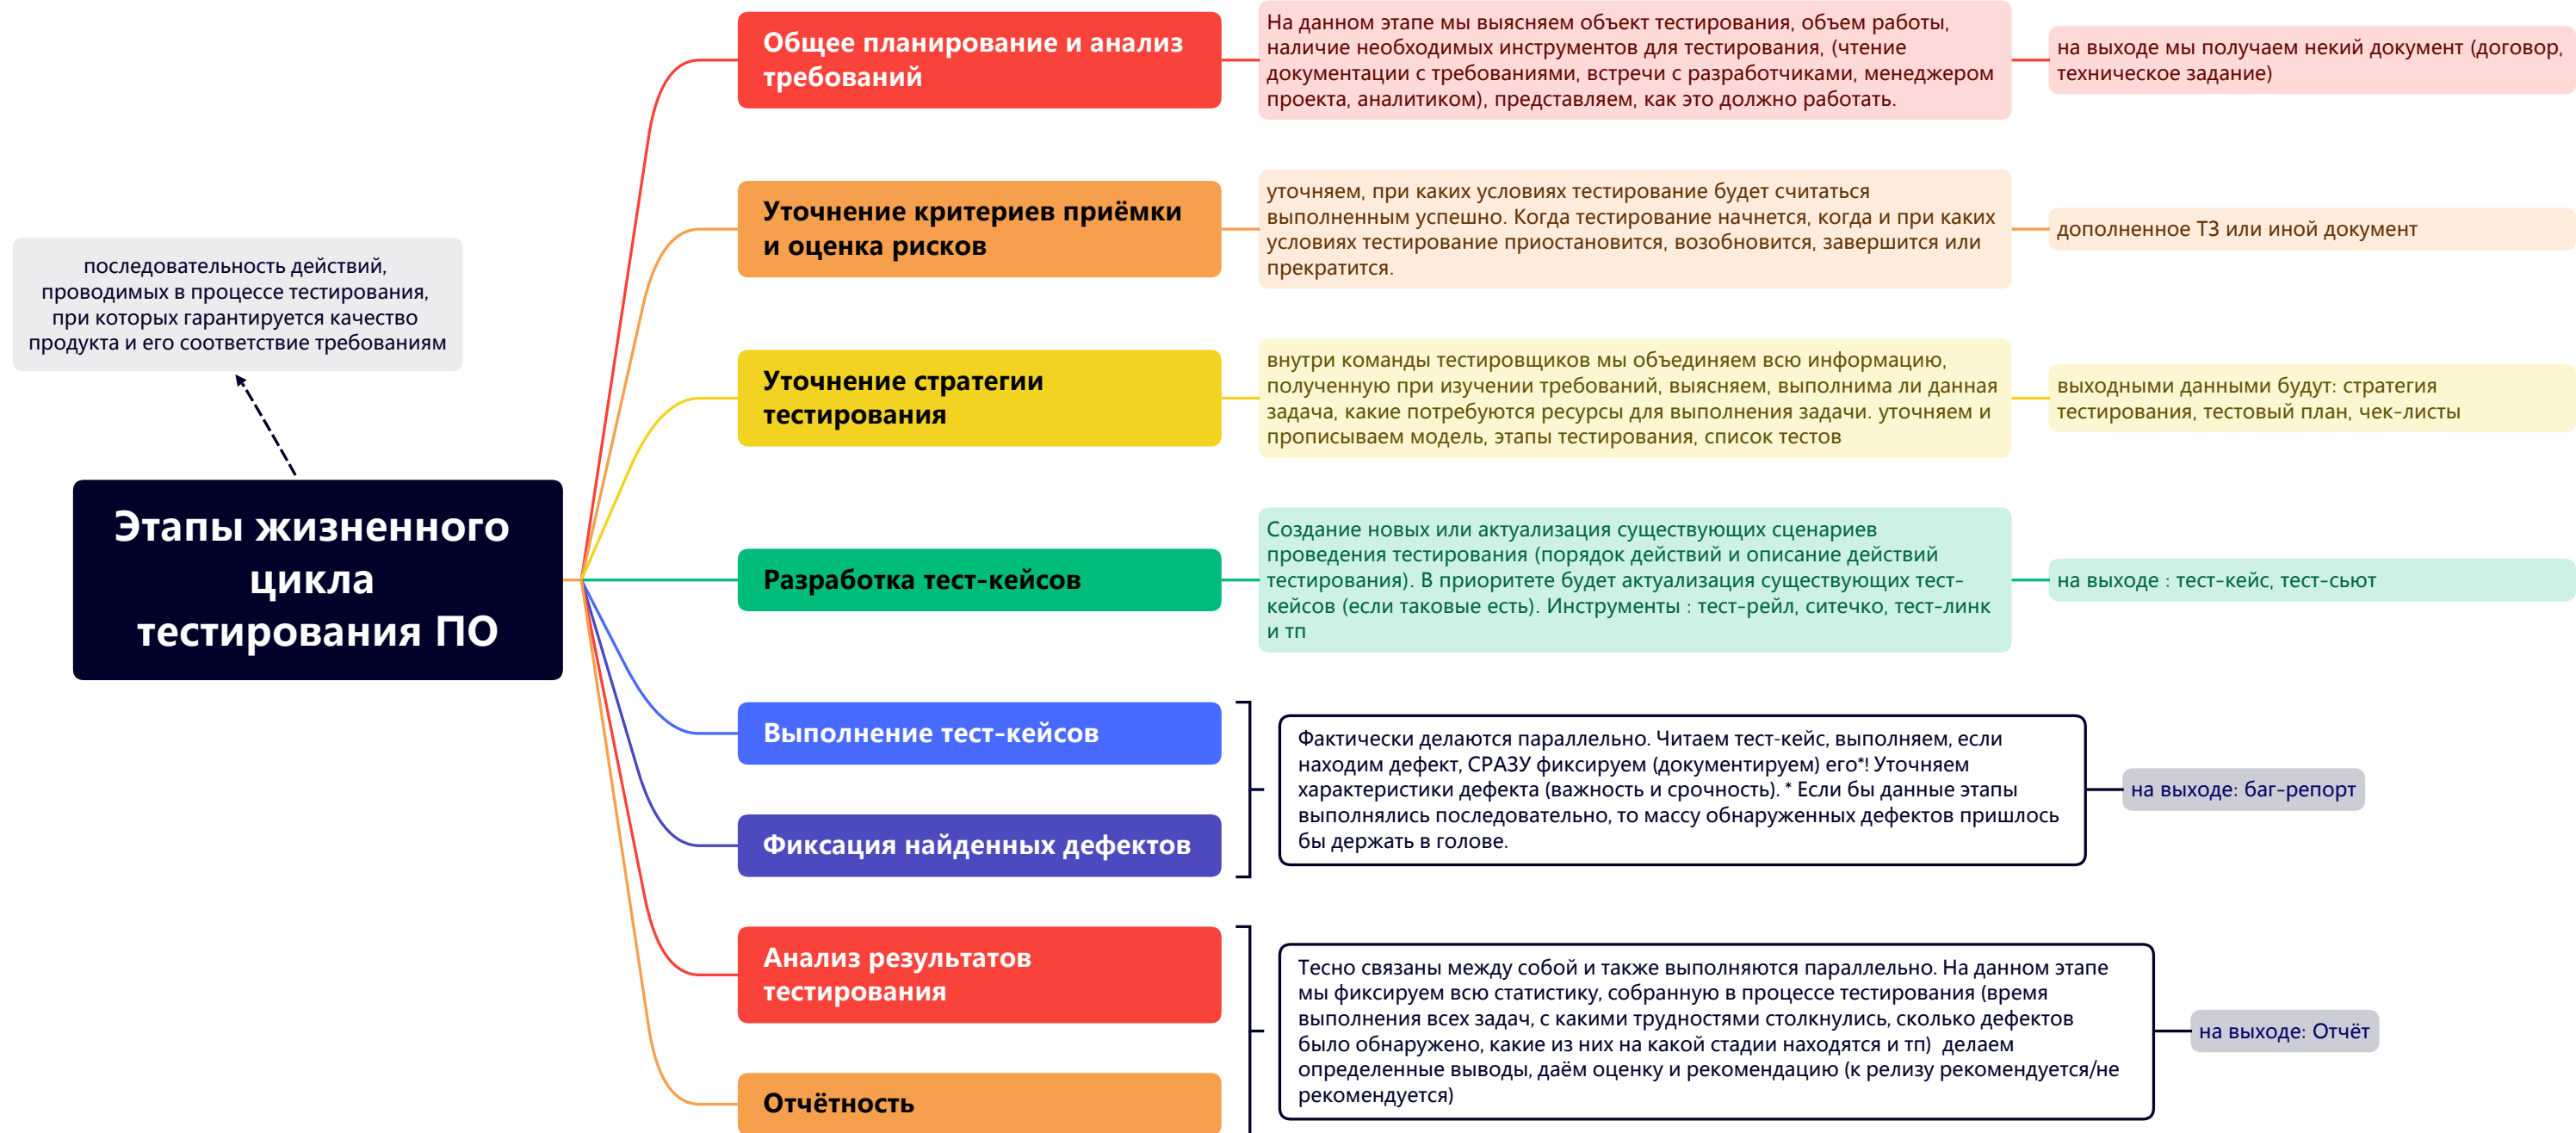 последовательность действий,
проводимых в процессе тестирования,
при которых гарантируется качество
продукта и его соответствие требованиям
Этапы жизненного
цикла
тестирования ПО
Общее планирование и анализ
требований
На данном этапе мы выясняем объект тестирования, объем работы,
наличие необходимых инструментов для тестирования, (чтение
документации с требованиями, встречи с разработчиками, менеджером
проекта, аналитиком), представляем, как это должно работать.
на выходе мы получаем некий документ (договор,
техническое задание)
Уточнение критериев приёмки
и оценка рисков
уточняем, при каких условиях тестирование будет считаться
выполненным успешно. Когда тестирование начнется, когда и при каких
условиях тестирование приостановится, возобновится, завершится или
прекратится.
дополненное ТЗ или иной документ
Уточнение стратегии
тестирования
внутри команды тестировщиков мы объединяем всю информацию,
полученную при изучении требований, выясняем, выполнима ли данная
задача, какие потребуются ресурсы для выполнения задачи. уточняем и
прописываем модель, этапы тестирования, список тестов
выходными данными будут: стратегия
тестирования, тестовый план, чек-листы
Разработка тест-кейсов
Создание новых или актуализация существующих сценариев
проведения тестирования (порядок действий и описание действий
тестирования). В приоритете будет актуализация существующих тест-
кейсов (если таковые есть). Инструменты : тест-рейл, ситечко, тест-линк
и тп
на выходе : тест-кейс, тест-сьют
Выполнение тест-кейсов
Фиксация найденных дефектов
Фактически делаются параллельно. Читаем тест-кейс, выполняем, если
находим дефект, СРАЗУ фиксируем (документируем) его*! Уточняем
характеристики дефекта (важность и срочность). * Если бы данные этапы
выполнялись последовательно, то массу обнаруженных дефектов пришлось
бы держать в голове.
на выходе: баг-репорт
Анализ результатов
тестирования
Отчётность
Тесно связаны между собой и также выполняются параллельно. На данном этапе
мы фиксируем всю статистику, собранную в процессе тестирования (время
выполнения всех задач, с какими трудностями столкнулись, сколько дефектов
было обнаружено, какие из них на какой стадии находятся и тп)  делаем
определенные выводы, даём оценку и рекомендацию (к релизу рекомендуется/не
рекомендуется)
на выходе: Отчёт